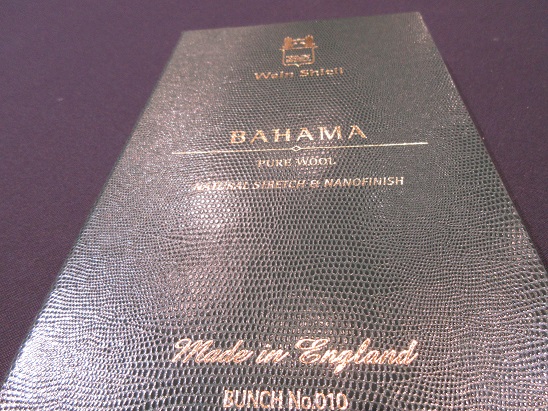 Wain Shiell
BAHAMA
PURE WOOL
NATURAL STRETCH & NANOFINISH
Made in England
BUNCH No.010